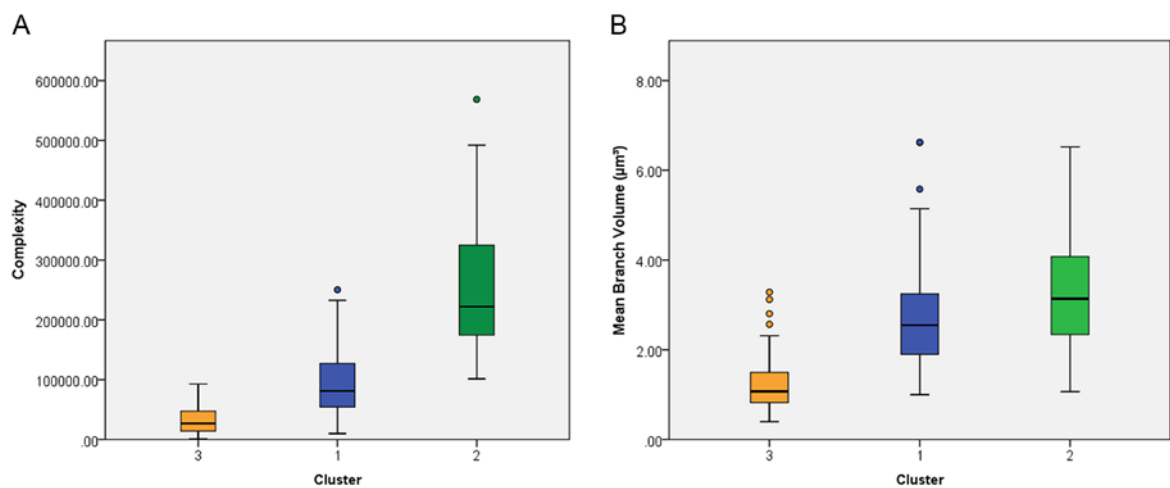 A
600000.00
500000.00
400000.00
300000.00
200000.00
100000.00
.00
Complexity
3 1 2
Cluster
B
8.00
6.00
4.00
2.00
.00
Mean Branch Volume (µm³)
3 1 2
Cluster